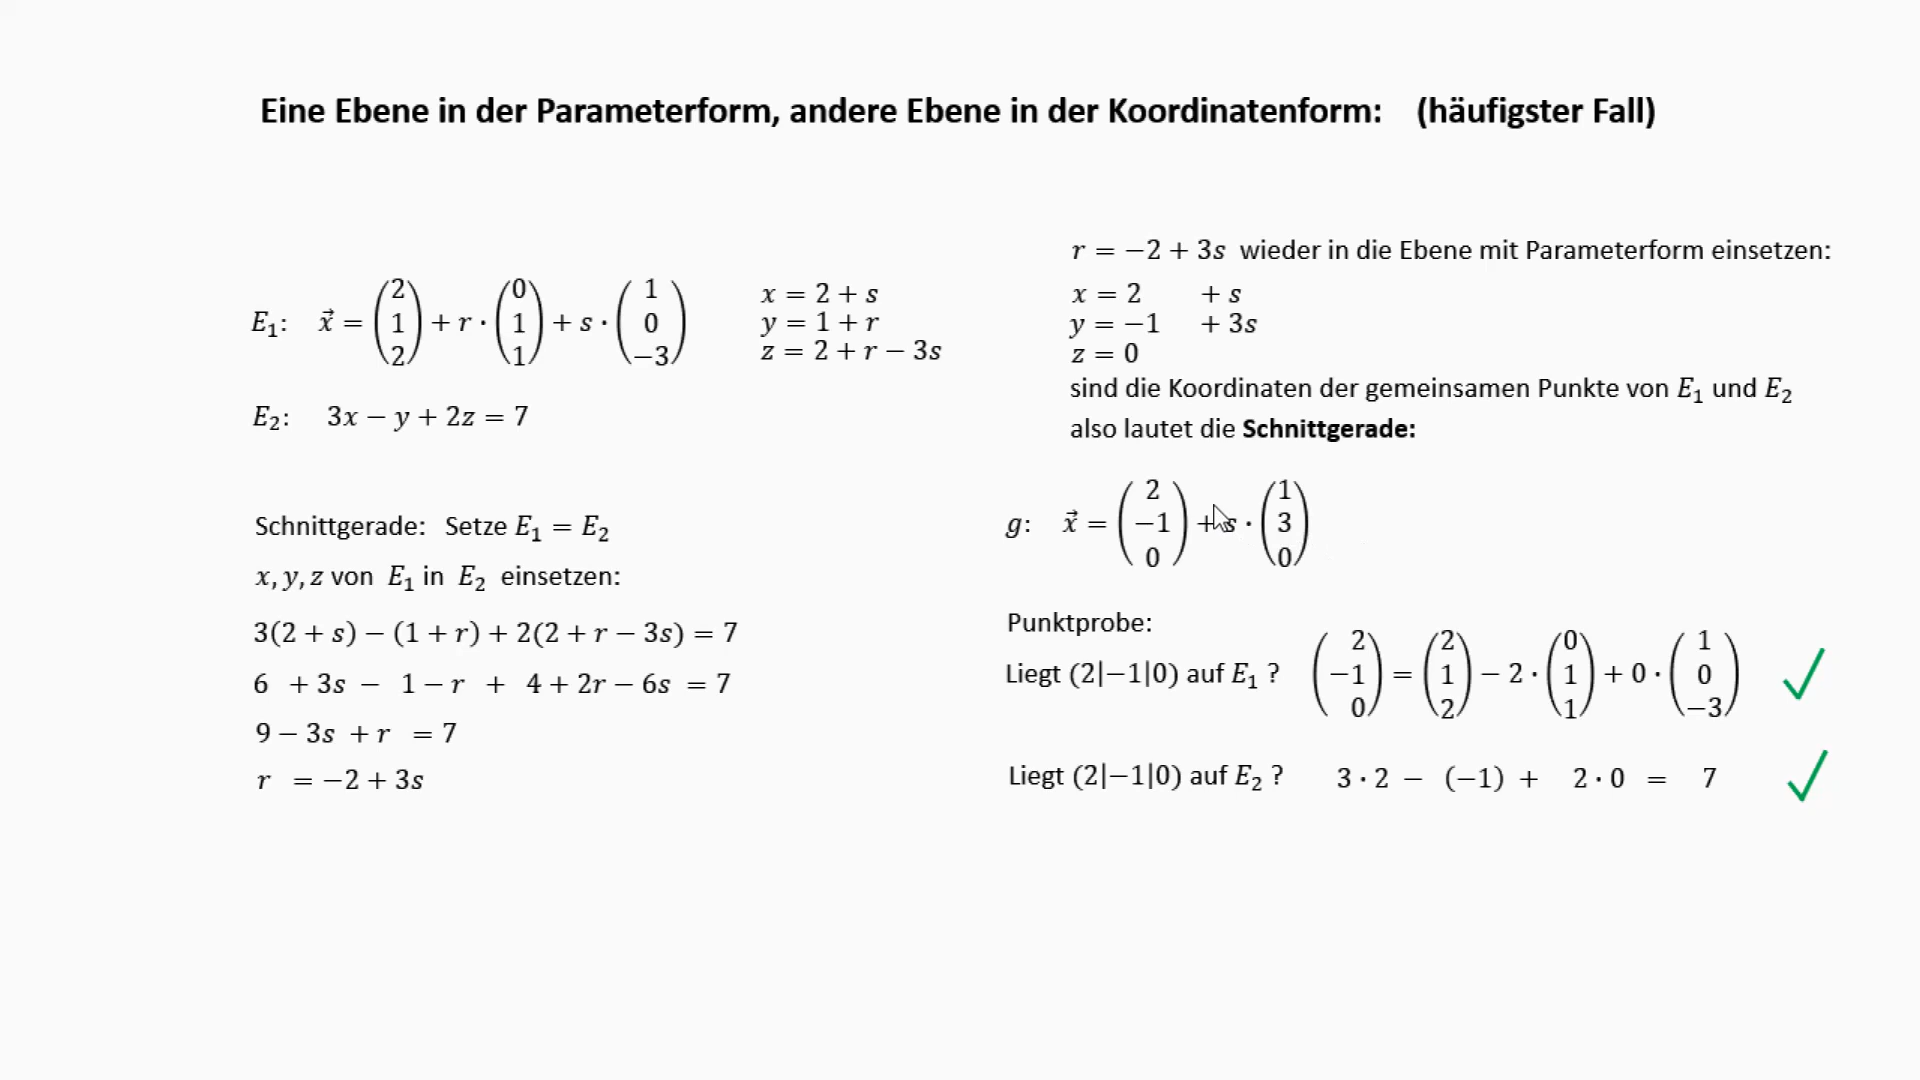 Eine Ebene in der Parameterform, andere Ebene in der Koordinatenform: (häufigster Fall)
E₁: x⃗ = (2 1 2) + r · (0 1 1) + s · (1 0 −3)
x = 2 + s
y = 1 + r
z = 2 + r − 3s
E₂: 3x − y + 2z = 7
Schnittgerade: Setze E₁ = E₂
x, y, z von E₁ in E₂ einsetzen:
3(2 + s) − (1 + r) + 2(2 + r − 3s) = 7
6 + 3s − 1 − r + 4 + 2r − 6s = 7
9 − 3s + r = 7
r = −2 + 3s
r = −2 + 3s wieder in die Ebene mit Parameterform einsetzen:
x = 2 + s
y = −1 + 3s
z = 0
sind die Koordinaten der gemeinsamen Punkte von E₁ und E₂
also lautet die Schnittgerade:
g: x⃗ = (2 −1 0) + s · (1 3 0)
Punktprobe:
Liegt (2|−1|0) auf E₁ ? (2 −1 0) = (2 1 2) − 2 · (0 1 1) + 0 · (1 0 −3) ✓
Liegt (2|−1|0) auf E₂ ? 3 · 2 − (−1) + 2 · 0 = 7 ✓